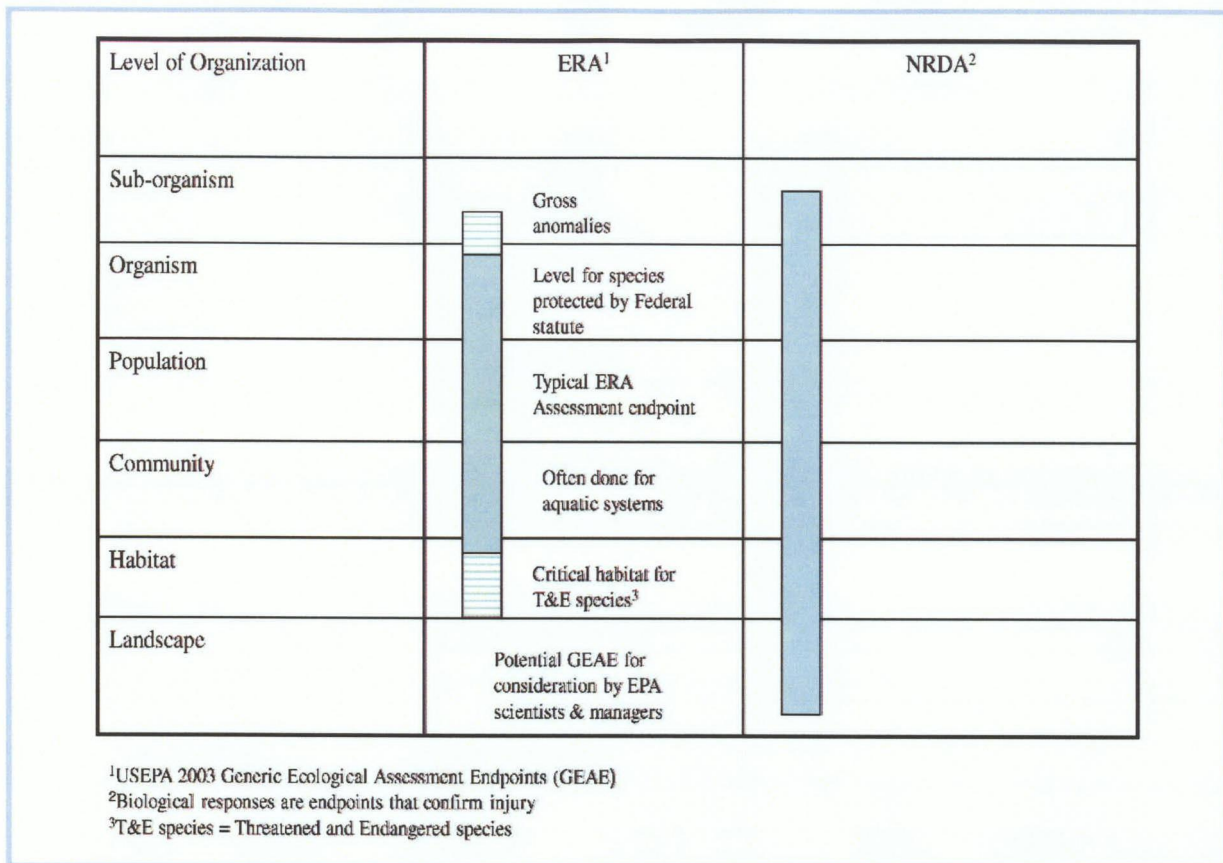 Level of Organization
ERA¹
NRDA²
Sub-organism
Gross
anomalies
Organism
Level for species
protected by Federal
statute
Population
Typical ERA
Assessment endpoint
Community
Often done for
aquatic systems
Habitat
Critical habitat for
T&E species³
Landscape
Potential GEAE for
consideration by EPA
scientists & managers
¹USEPA 2003 Generic Ecological Assessment Endpoints (GEAE)
²Biological responses are endpoints that confirm injury
³T&E species = Threatened and Endangered species